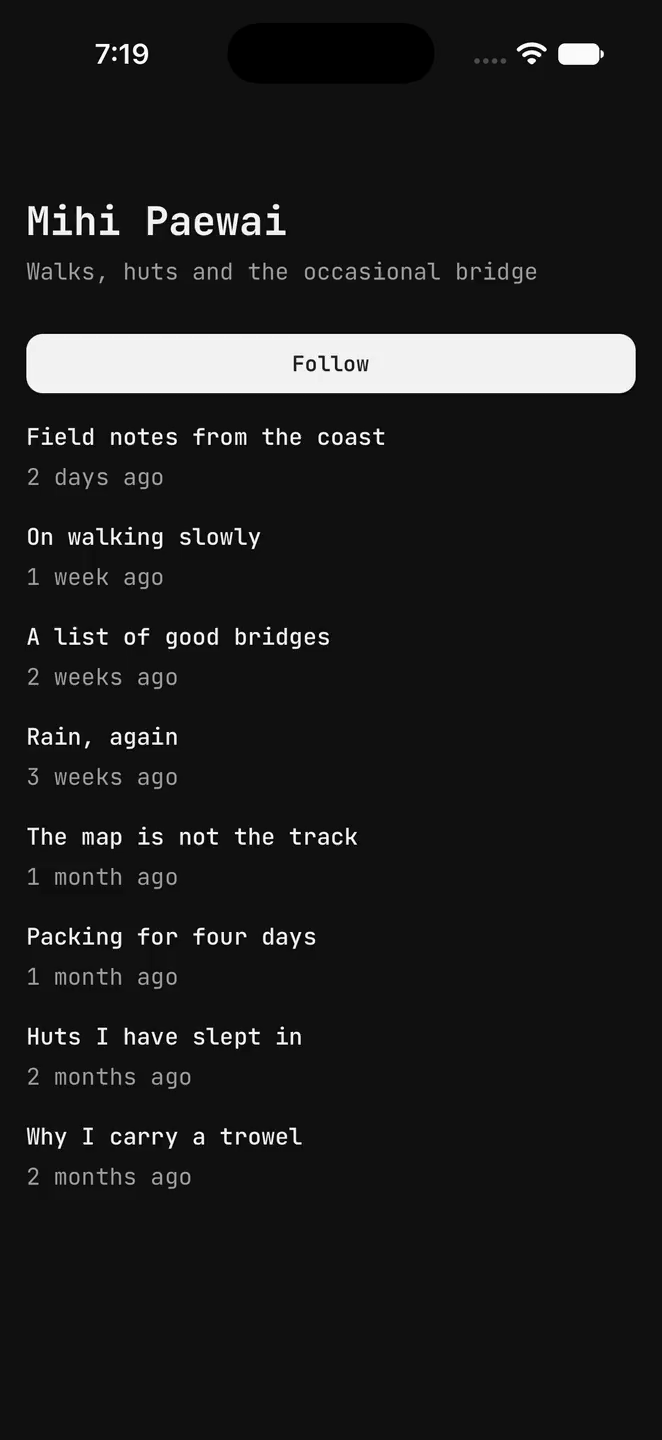 7:19
Mihi Paewai
Walks, huts and the occasional bridge
Follow
Field notes from the coast
2 days ago
On walking slowly
1 week ago
A list of good bridges
2 weeks ago
Rain, again
3 weeks ago
The map is not the track
1 month ago
Packing for four days
1 month ago
Huts I have slept in
2 months ago
Why I carry a trowel
2 months ago